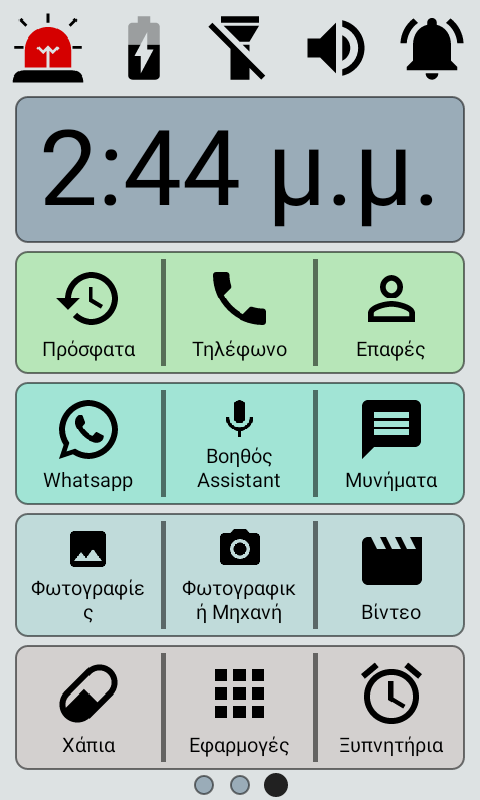 2:44 μ.μ.
Πρόσφατα
Τηλέφωνο
Επαφές
Whatsapp
Βοηθός
Assistant
Μυνήματα
Φωτογραφίε
ς
Φωτογραφικ
ή Μηχανή
Βίντεο
Χάπια
Εφαρμογές
Ξυπνητήρια